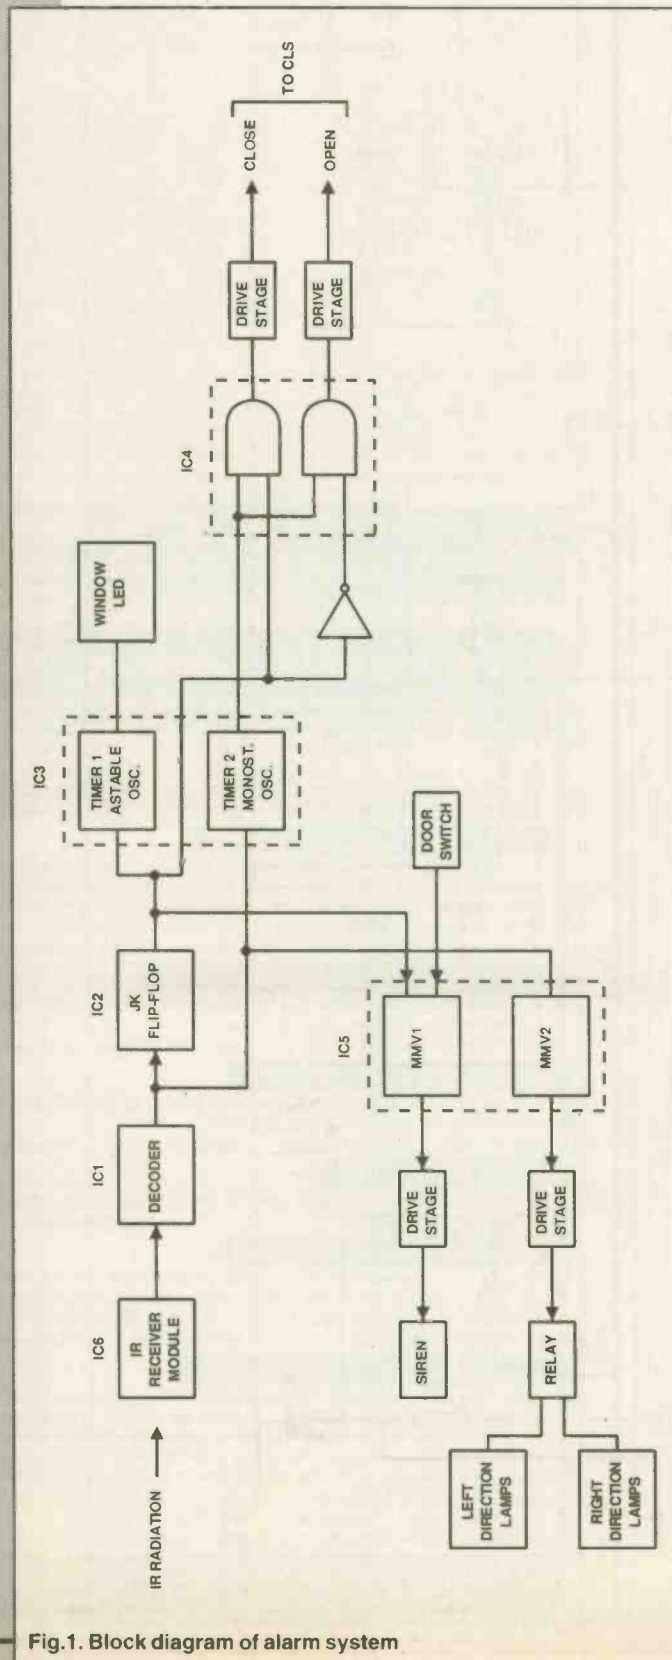 IR RADIATION
IC6
IR
RECEIVER
MODULE
IC1
DECODER
IC2
JK
FLIP-FLOP
IC3
TIMER 1
ASTABLE
OSC.
TIMER 2
MONOST.
OSC.
WINDOW
LED
IC4
DRIVE
STAGE
CLOSE
DRIVE
STAGE
OPEN
TO CLS
DOOR
SWITCH
IC5
MMV1
MMV2
DRIVE
STAGE
SIREN
DRIVE
STAGE
RELAY
LEFT
DIRECTION
LAMPS
RIGHT
DIRECTION
LAMPS
Fig.1. Block diagram of alarm system